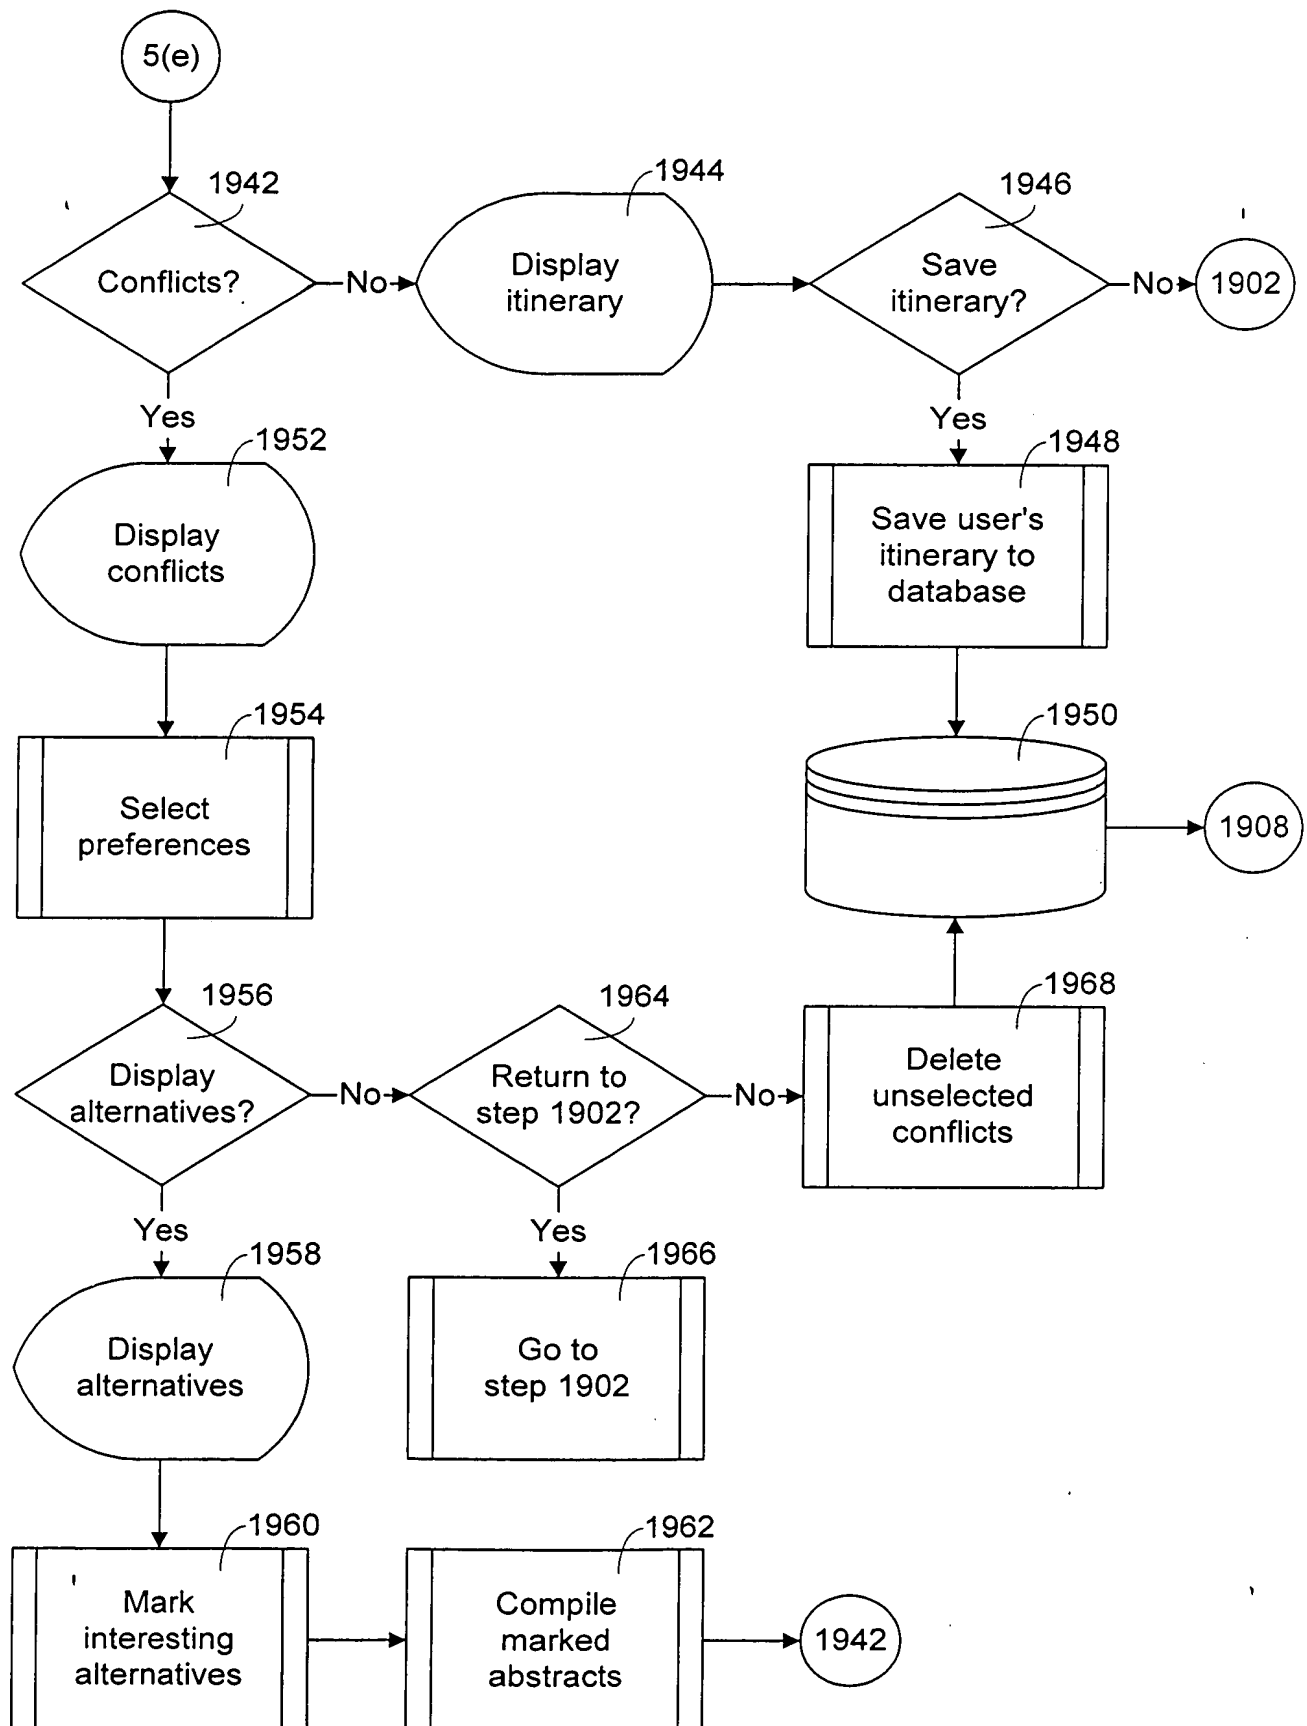 5(e)
1942
Conflicts?
No
1944
Display
itinerary
1946
Save
itinerary?
No
1902
Yes
1952
Display
conflicts
Yes
1948
Save user's
itinerary to
database
1954
Select
preferences
1950
1908
1956
Display
alternatives?
No
1964
Return to
step 1902?
No
1968
Delete
unselected
conflicts
Yes
1958
Display
alternatives
Yes
1966
Go to
step 1902
1960
Mark
interesting
alternatives
1962
Compile
marked
abstracts
1942